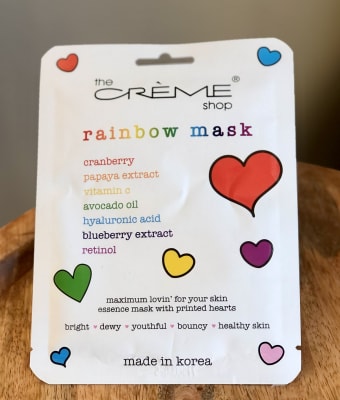 the
CRÈME®
shop
rainbow mask
cranberry
papaya extract
vitamin c
avocado oil
hyaluronic acid
blueberry extract
retinol
maximum lovin' for your skin
essence mask with printed hearts
bright ♥ dewy ♥ youthful ♥ bouncy ♥ healthy skin
made in korea